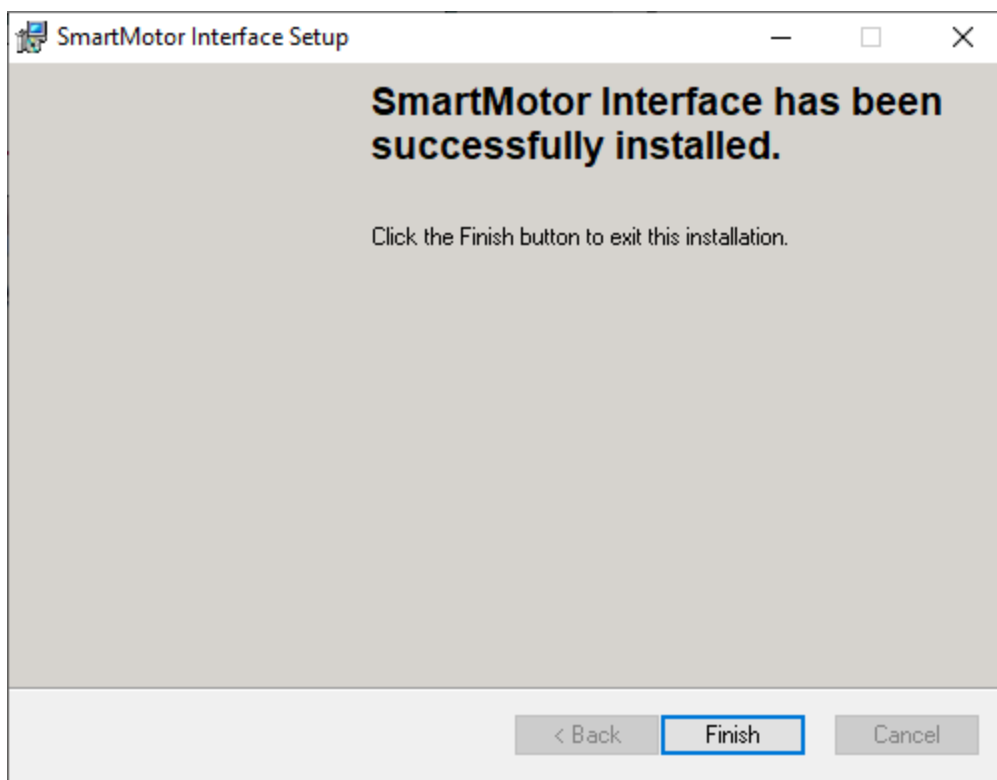 SmartMotor Interface Setup
SmartMotor Interface has been
successfully installed.
Click the Finish button to exit this installation.
< Back
Finish
Cancel